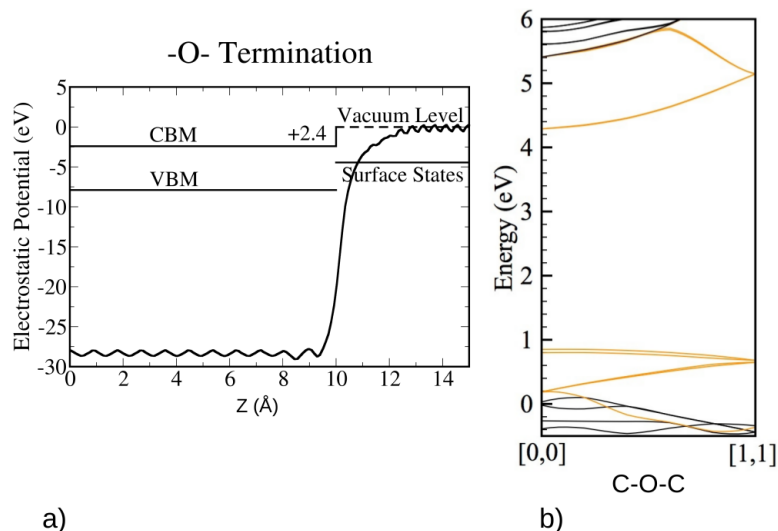 -O- Termination
Electrostatic Potential (eV)
5
0
-5
-10
-15
-20
-25
-30
CBM
+2.4
Vacuum Level
VBM
Surface States
0
2
4
6
8
10
12
14
Z (Å)
a)
Energy (eV)
6
5
4
3
2
1
0
[0,0]
[1,1]
C-O-C
b)